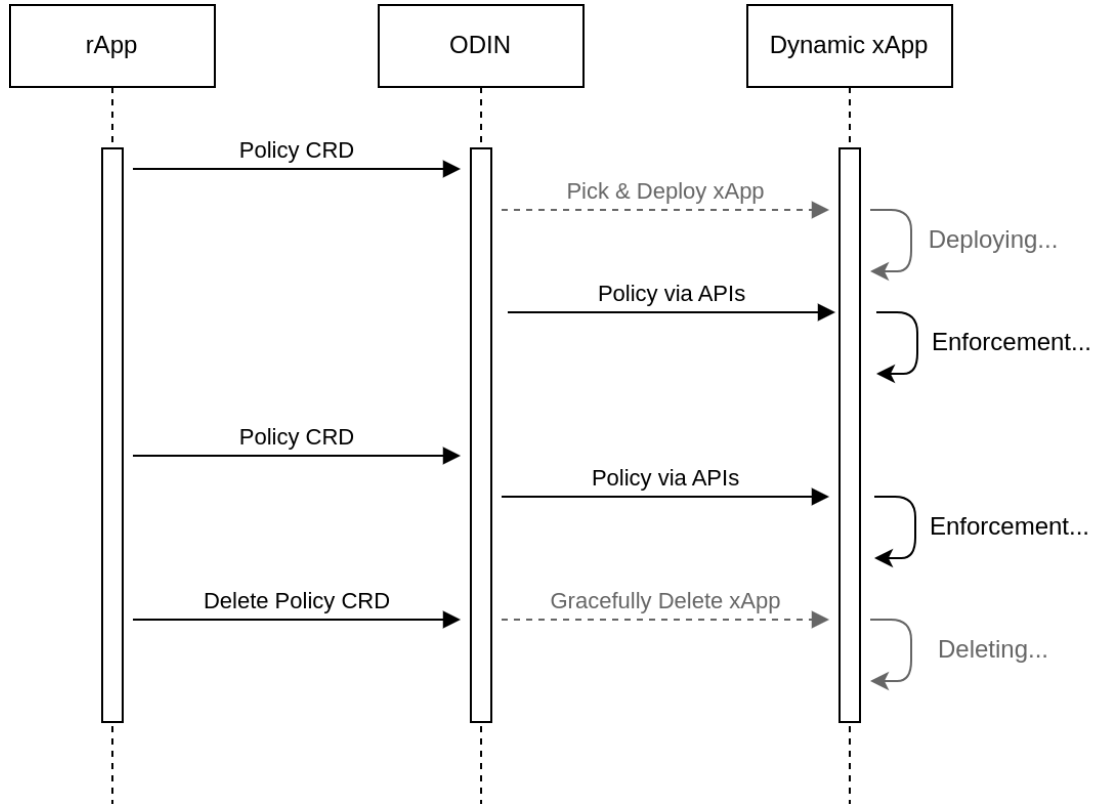 rApp
ODIN
Dynamic xApp
Policy CRD
Pick & Deploy xApp
Deploying...
Policy via APIs
Enforcement...
Policy CRD
Policy via APIs
Enforcement...
Delete Policy CRD
Gracefully Delete xApp
Deleting...